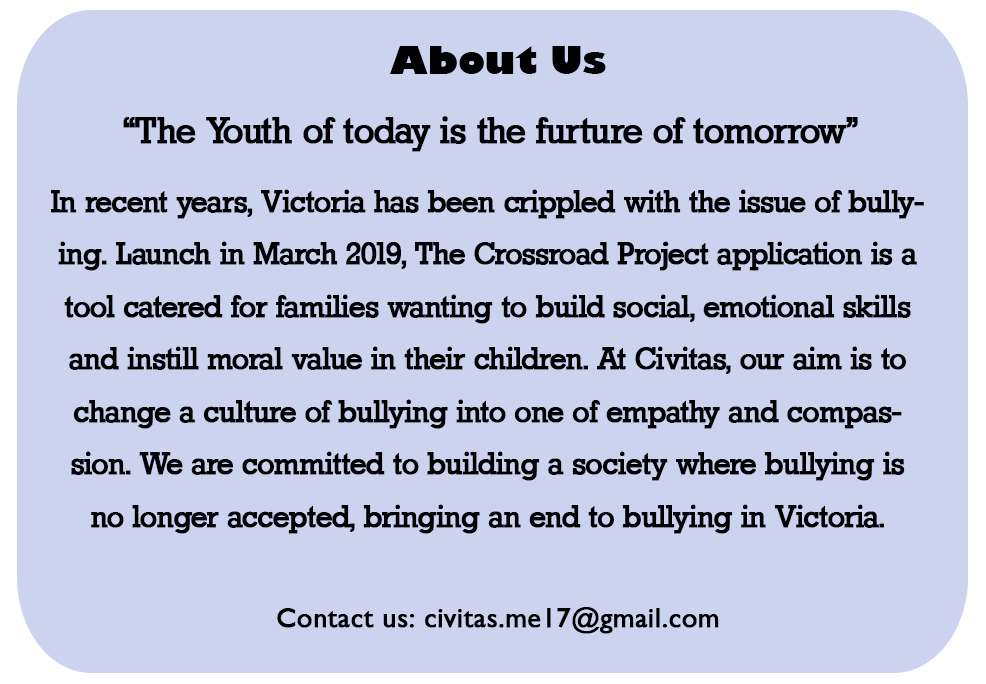 About Us
“The Youth of today is the furture of tomorrow”
In recent years, Victoria has been crippled with the issue of bully-
ing. Launch in March 2019, The Crossroad Project application is a
tool catered for families wanting to build social, emotional skills
and instill moral value in their children. At Civitas, our aim is to
change a culture of bullying into one of empathy and compas-
sion. We are committed to building a society where bullying is
no longer accepted, bringing an end to bullying in Victoria.
Contact us: civitas.me17@gmail.com